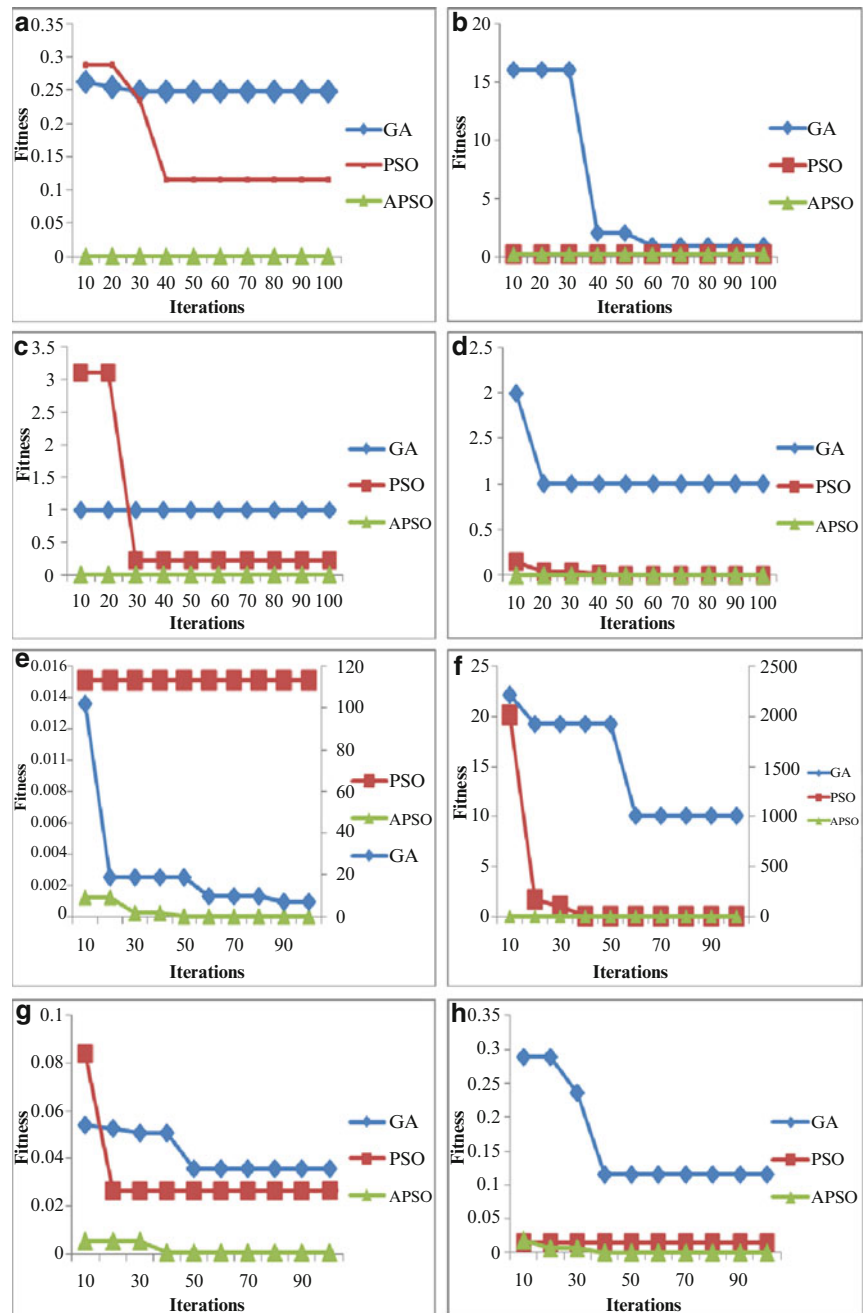 a
0.35
0.3
0.25
0.2
0.15
0.1
0.05
0
Fitness
10 20 30 40 50 60 70 80 90 100
Iterations
GA
PSO
APSO
b
20
15
10
5
0
Fitness
10 20 30 40 50 60 70 80 90 100
Iterations
GA
PSO
APSO
c
3.5
3
2.5
2
1.5
1
0.5
0
Fitness
10 20 30 40 50 60 70 80 90 100
Iterations
GA
PSO
APSO
d
2.5
2
2.5
1
0.5
0
Fitness
10 20 30 40 50 60 70 80 90 100
Iterations
GA
PSO
APSO
e
0.016
0.014
0.012
0.0012
0.008
0.006
0.004
0.002
0
Fitness
120
100
80
60
40
20
0
10 30 50 70 90
Iterations
PSO
APSO
GA
f
25
20
15
10
5
0
Fitness
2500
2000
1500
1000
500
0
10 30 50 70 90
Iterations
GA
PSO
APSO
g
0.1
0.08
0.06
0.04
0.02
0
Fitness
10 20 30 40 50 60 70 80 90 100
Iterations
GA
PSO
APSO
h
0.35
0.3
0.25
0.2
0.15
0.1
0.05
0
Fitness
10 30 50 70 90
Iterations
GA
PSO
APSO